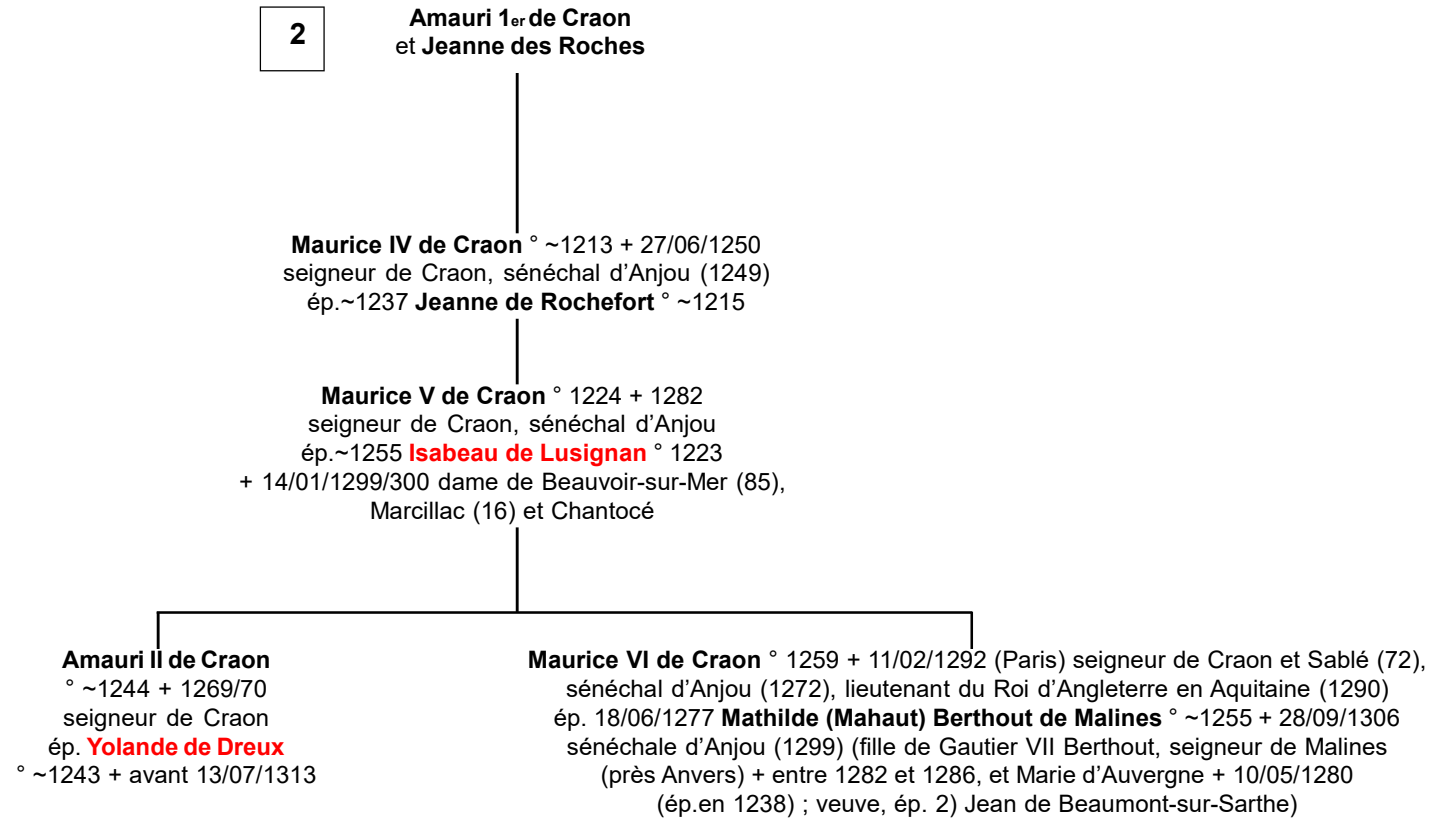 2
Amauri 1er de Craon
et Jeanne des Roches
Maurice IV de Craon ° ~1213 + 27/06/1250
seigneur de Craon, sénéchal d’Anjou (1249)
ép.~1237 Jeanne de Rochefort ° ~1215
Maurice V de Craon ° 1224 + 1282
seigneur de Craon, sénéchal d’Anjou
ép.~1255 Isabeau de Lusignan ° 1223
+ 14/01/1299/300 dame de Beauvoir-sur-Mer (85),
Marcillac (16) et Chantocé
Amauri II de Craon
° ~1244 + 1269/70
seigneur de Craon
ép. Yolande de Dreux
° ~1243 + avant 13/07/1313
Maurice VI de Craon ° 1259 + 11/02/1292 (Paris) seigneur de Craon et Sablé (72),
sénéchal d’Anjou (1272), lieutenant du Roi d’Angleterre en Aquitaine (1290)
ép. 18/06/1277 Mathilde (Mahaut) Berthout de Malines ° ~1255 + 28/09/1306
sénéchale d’Anjou (1299) (fille de Gautier VII Berthout, seigneur de Malines
(près Anvers) + entre 1282 et 1286, et Marie d’Auvergne + 10/05/1280
(ép.en 1238) ; veuve, ép. 2) Jean de Beaumont-sur-Sarthe)